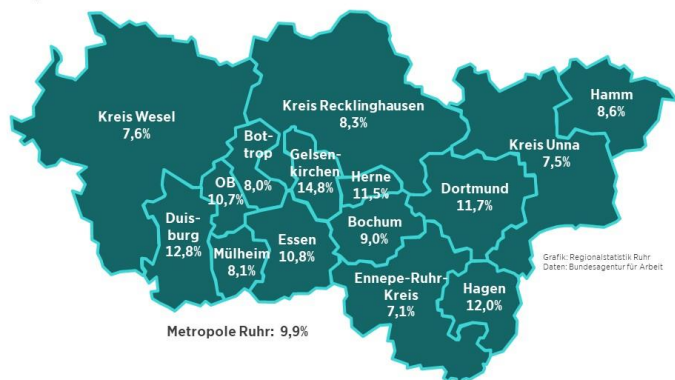 Kreis Wesel
7,6%
Kreis Recklinghausen
8,3%
Hamm
8,6%
Kreis Unna
7,5%
Bot-
trop
8,0%
Gelsen-
kirchen
14,8%
Herne
11,5%
OB
10,7%
Dortmund
11,7%
Duis-
burg
12,8%
Mülheim
8,1%
Essen
10,8%
Bochum
9,0%
Ennepe-Ruhr-
Kreis
7,1%
Hagen
12,0%
Grafik: Regionalstatistik Ruhr
Daten: Bundesagentur für Arbeit
Metropole Ruhr: 9,9%